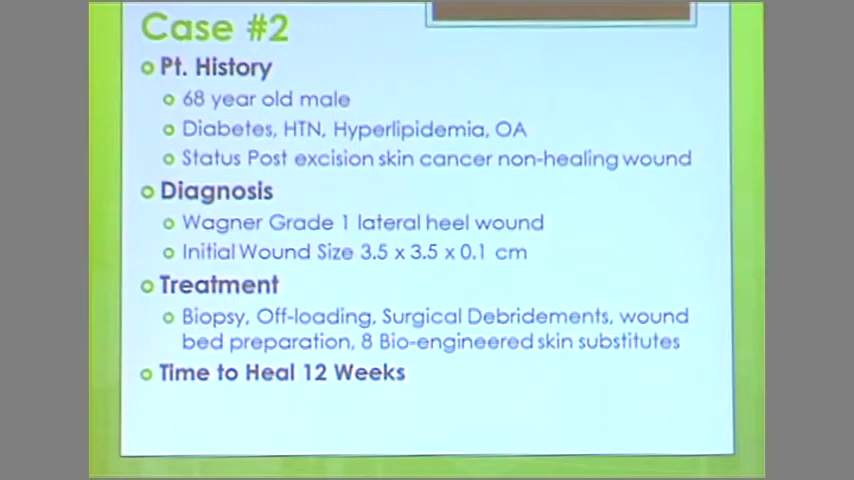 Case #2
Pt. History
68 year old male
Diabetes, HTN, Hyperlipidemia, OA
Status Post excision skin cancer non-healing wound
Diagnosis
Wagner Grade 1 lateral heel wound
Initial Wound Size 3.5 x 3.5 x 0.1 cm
Treatment
Biopsy, Off-loading, Surgical Debridements, wound
bed preparation, 8 Bio-engineered skin substitutes
Time to Heal 12 Weeks